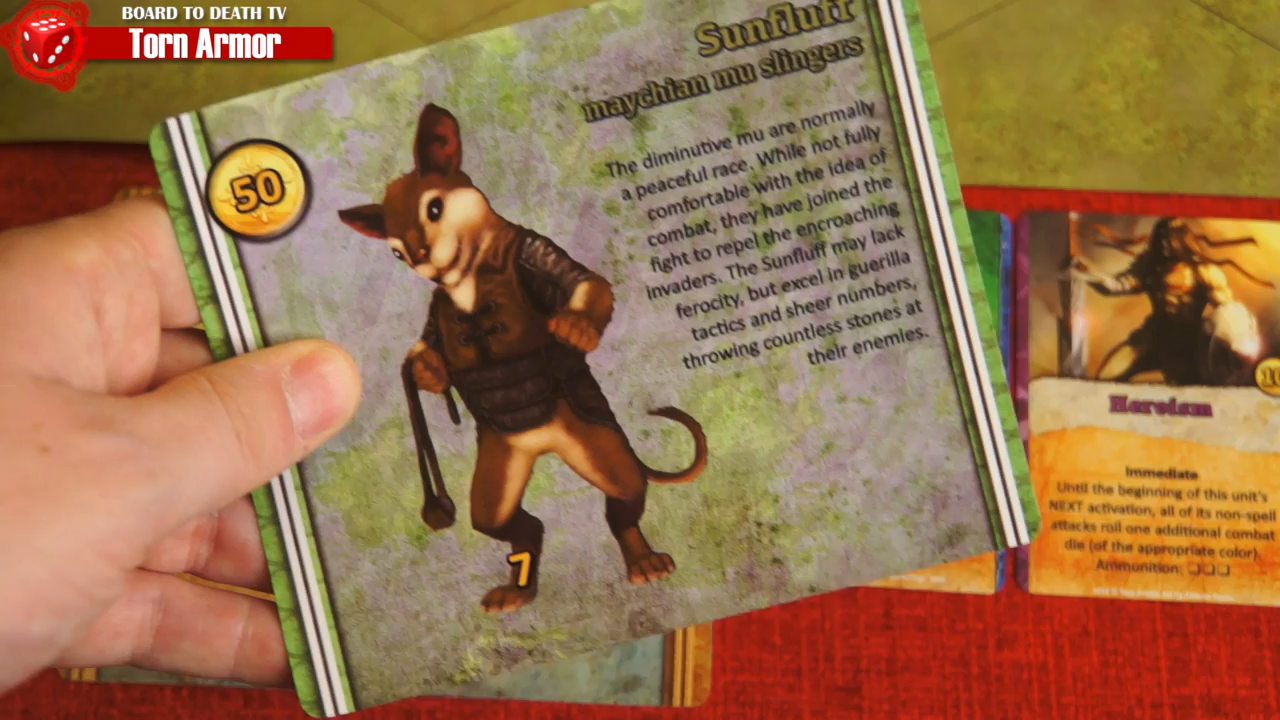 BOARD TO DEATH TV
Torn Armor
Sunfluff
maychian mu slingers
50
The diminutive mu are normally
a peaceful race. While not fully
comfortable with the idea of
combat, they have joined the
fight to repel the encroaching
invaders. The Sunfluff may lack
ferocity, but excel in guerilla
tactics and sheer numbers,
throwing countless stones at
their enemies.
7
Heroism
Immediate
Until the beginning of this unit's
NEXT activation, all of its non-spell
attacks roll one additional combat
die (of the appropriate color).
Ammunition: ❏❏❏